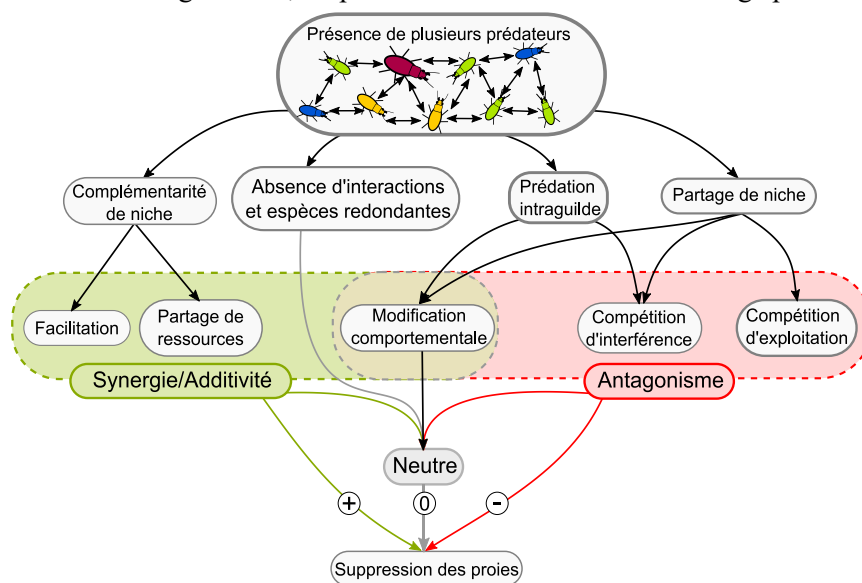 Présence de plusieurs prédateurs
Complémentarité
de niche
Absence d'interactions
et espèces redondantes
Prédation
intraguilde
Partage de niche
Facilitation
Partage de
ressources
Modification
comportementale
Compétition
d'interférence
Compétition
d'exploitation
Synergie/Additivité
Antagonisme
Neutre
+
0
-
Suppression des proies